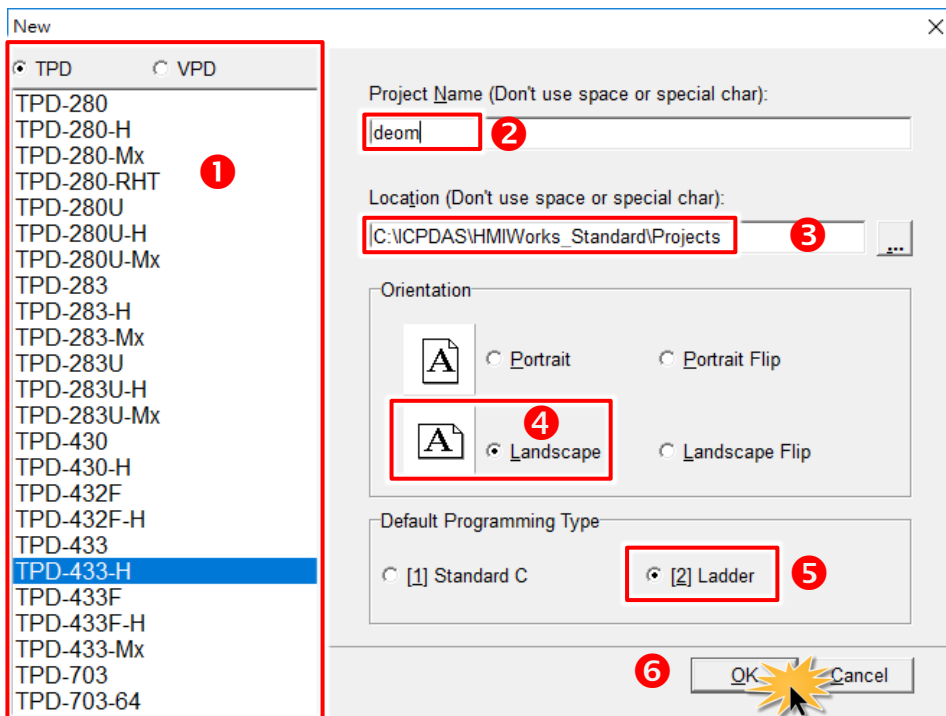 New
TPD VPD
TPD-280
TPD-280-H
TPD-280-Mx
TPD-280-RHT
TPD-280U
TPD-280U-H
TPD-280U-Mx
TPD-283
TPD-283-H
TPD-283-Mx
TPD-283U
TPD-283U-H
TPD-283U-Mx
TPD-430
TPD-430-H
TPD-432F
TPD-432F-H
TPD-433
TPD-433-H
TPD-433F
TPD-433F-H
TPD-433-Mx
TPD-703
TPD-703-64
1
Project Name (Don't use space or special char):
deom 2
Location (Don't use space or special char):
C:\ICPDAS\HMIWorks_Standard\Projects 3 ...
Orientation
A Portrait Portrait Flip
4
A Landscape Landscape Flip
Default Programming Type
[1] Standard C [2] Ladder 5
6 OK Cancel